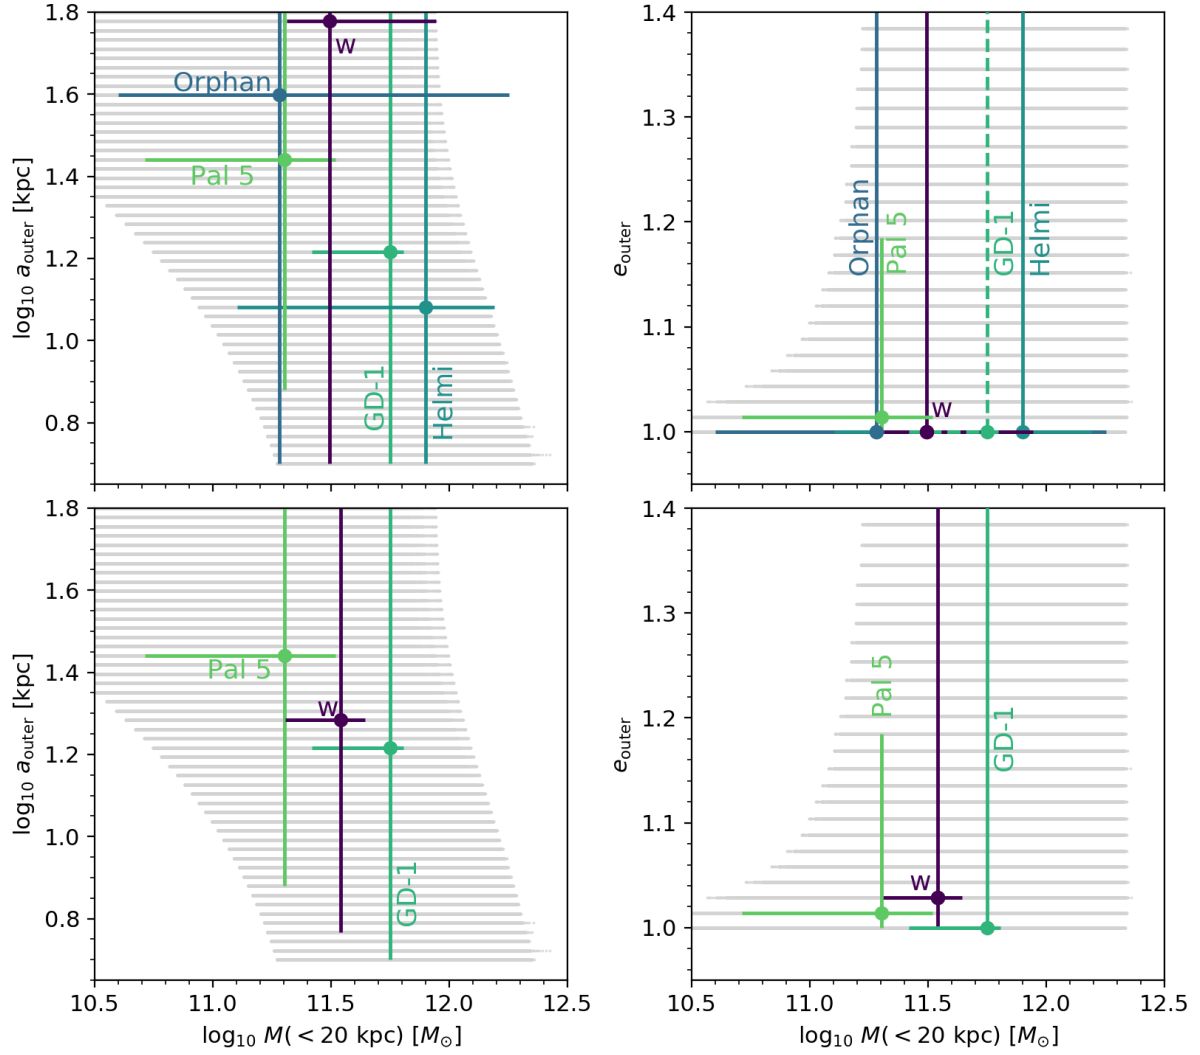 1.8
1.6
1.4
1.2
1.0
0.8
log₁₀ a_outer [kpc]
w
Orphan
Pal 5
GD-1
Helmi
1.4
1.3
1.2
1.1
1.0
e_outer
Orphan
Pal 5
GD-1
Helmi
w
1.8
1.6
1.4
1.2
1.0
0.8
log₁₀ a_outer [kpc]
Pal 5
w
GD-1
10.5 11.0 11.5 12.0 12.5
log₁₀ M(< 20 kpc) [M⊙]
1.4
1.3
1.2
1.1
1.0
e_outer
Pal 5
GD-1
w
10.5 11.0 11.5 12.0 12.5
log₁₀ M(< 20 kpc) [M⊙]